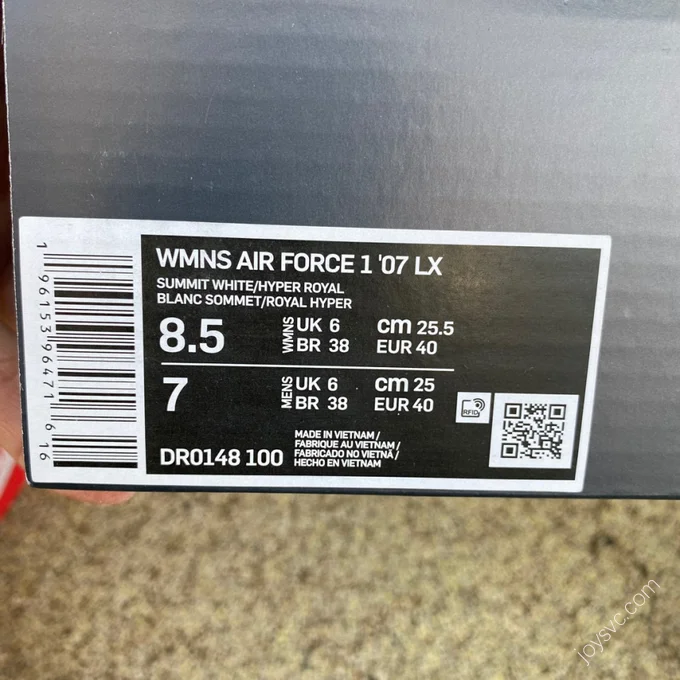 WMNS AIR FORCE 1 '07 LX
SUMMIT WHITE/HYPER ROYAL
BLANC SOMMET/ROYAL HYPER
8.5 WMNS UK 6 cm 25.5
BR 38 EUR 40
7 MENS UK 6 cm 25
BR 38 EUR 40
RFID
DR0148 100
MADE IN VIETNAM /
FABRIQUE AU VIETNAM /
FABRICADO NO VIETNÃ /
HECHO EN VIETNAM
1 96153 96471 6 16
joysvc.com